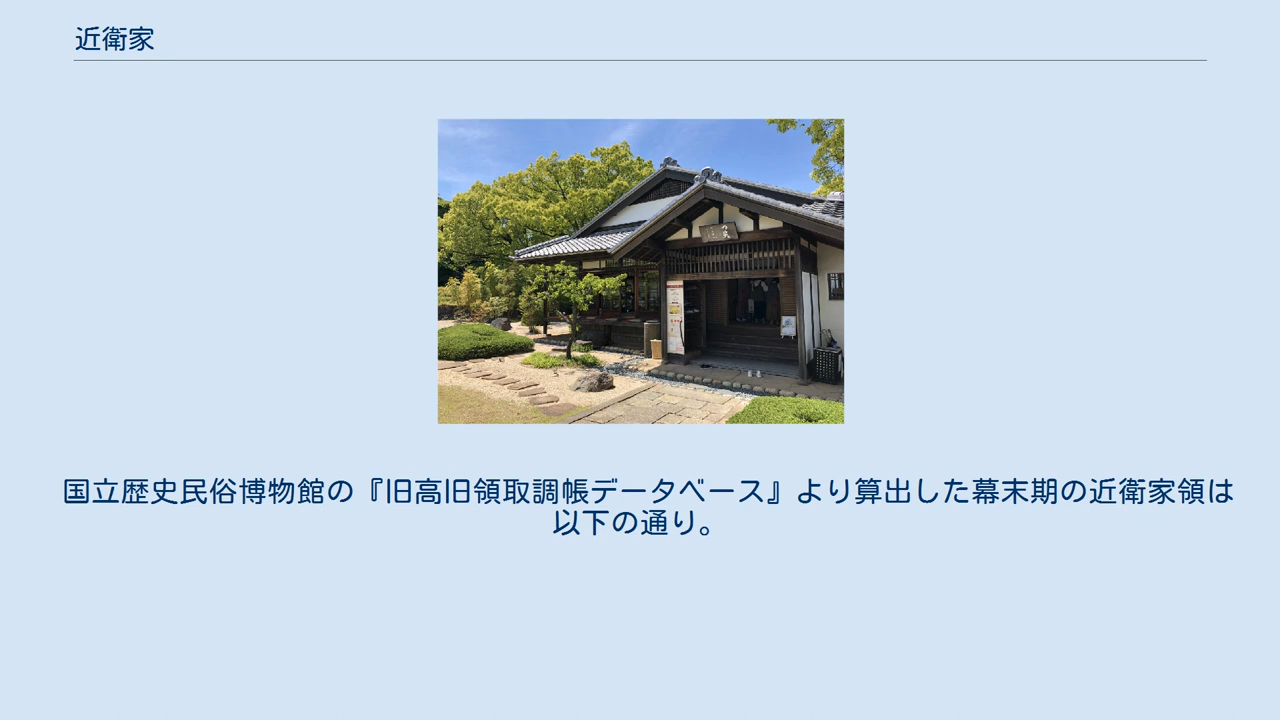 近衛家
国立歴史民俗博物館の『旧高旧領取調帳データベース』より算出した幕末期の近衛家領は
以下の通り。